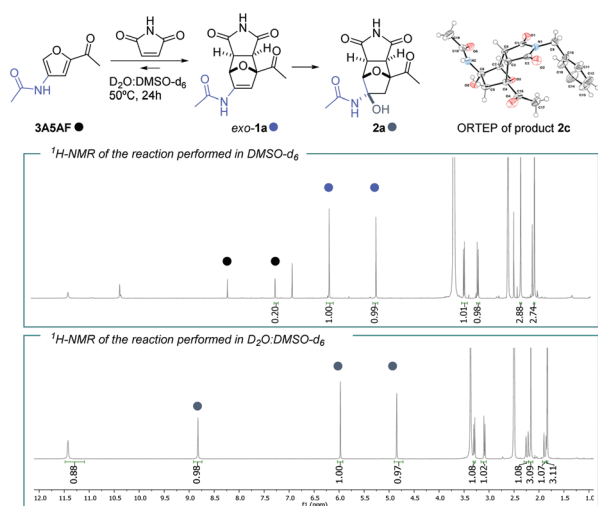 O H N O
O
O
HN
O
D₂O:DMSO-d₆
50ºC, 24h
3A5AF
H
O N O
H H
O
O
O NH
exo-1a
H
O N O
H H
O
O
O
HN OH
2a
ORTEP of product 2c
¹H-NMR of the reaction performed in DMSO-d₆
0.20 1.00 0.99 1.01 0.98 2.88 2.74
¹H-NMR of the reaction performed in D₂O:DMSO-d₆
0.88 0.98 1.00 0.97 1.08 1.02 1.08 3.09 1.07 3.11
12.0 11.5 11.0 10.5 10.0 9.5 9.0 8.5 8.0 7.5 7.0 6.5 6.0 5.5 5.0 4.5 4.0 3.5 3.0 2.5 2.0 1.5 1.0
f1 (ppm)